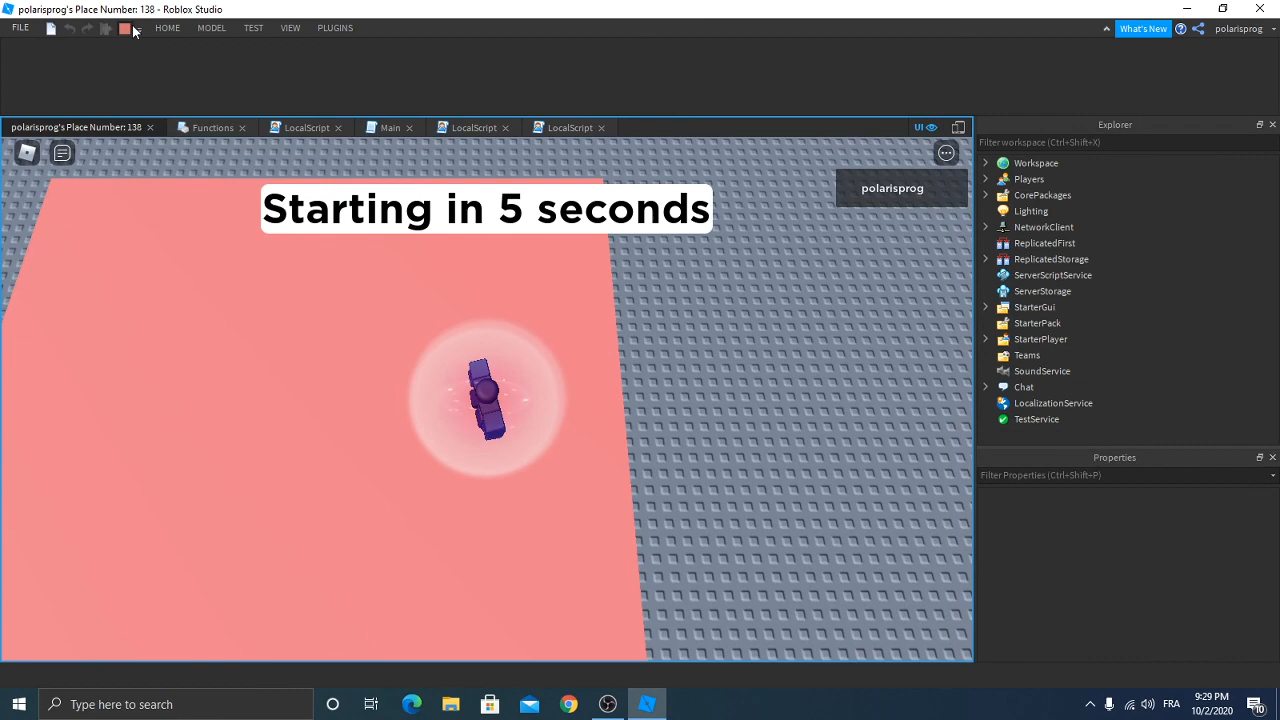 polarisprog's Place Number: 138 - Roblox Studio
FILE HOME MODEL TEST VIEW PLUGINS What's New polarisprog
polarisprog's Place Number: 138 Functions LocalScript Main LocalScript LocalScript UI
Explorer
Filter workspace (Ctrl+Shift+X)
Workspace
Players
CorePackages
Lighting
NetworkClient
ReplicatedFirst
ReplicatedStorage
ServerScriptService
ServerStorage
StarterGui
StarterPack
StarterPlayer
Teams
SoundService
Chat
LocalizationService
TestService
Properties
Filter Properties (Ctrl+Shift+P)
polarisprog
Starting in 5 seconds
Type here to search
FRA
9:29 PM
10/2/2020
10